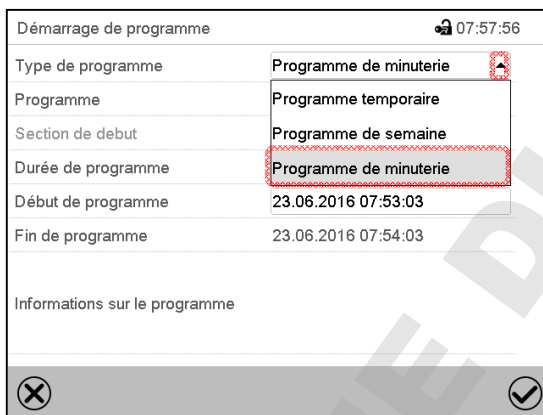 Démarrage de programme 07:57:56
Type de programme Programme de minuterie
Programme Programme temporaire
Section de debut Programme de semaine
Durée de programme Programme de minuterie
Début de programme 23.06.2016 07:53:03
Fin de programme 23.06.2016 07:54:03
Informations sur le programme